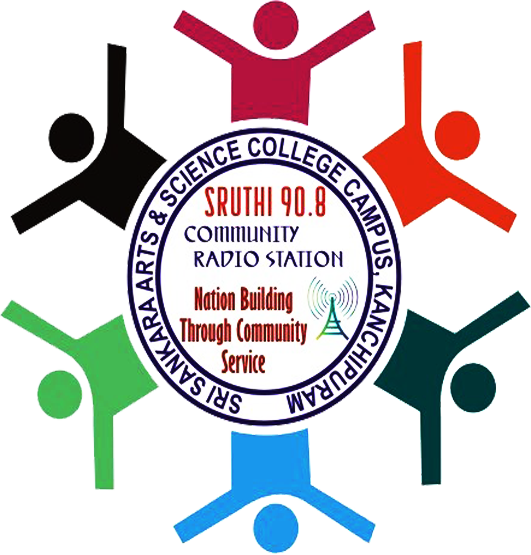 SRI SANKARA ARTS & SCIENCE COLLEGE CAMPUS, KANCHIPURAM
SRUTHI 90.8
COMMUNITY
RADIO STATION
Nation Building
Through Community
Service